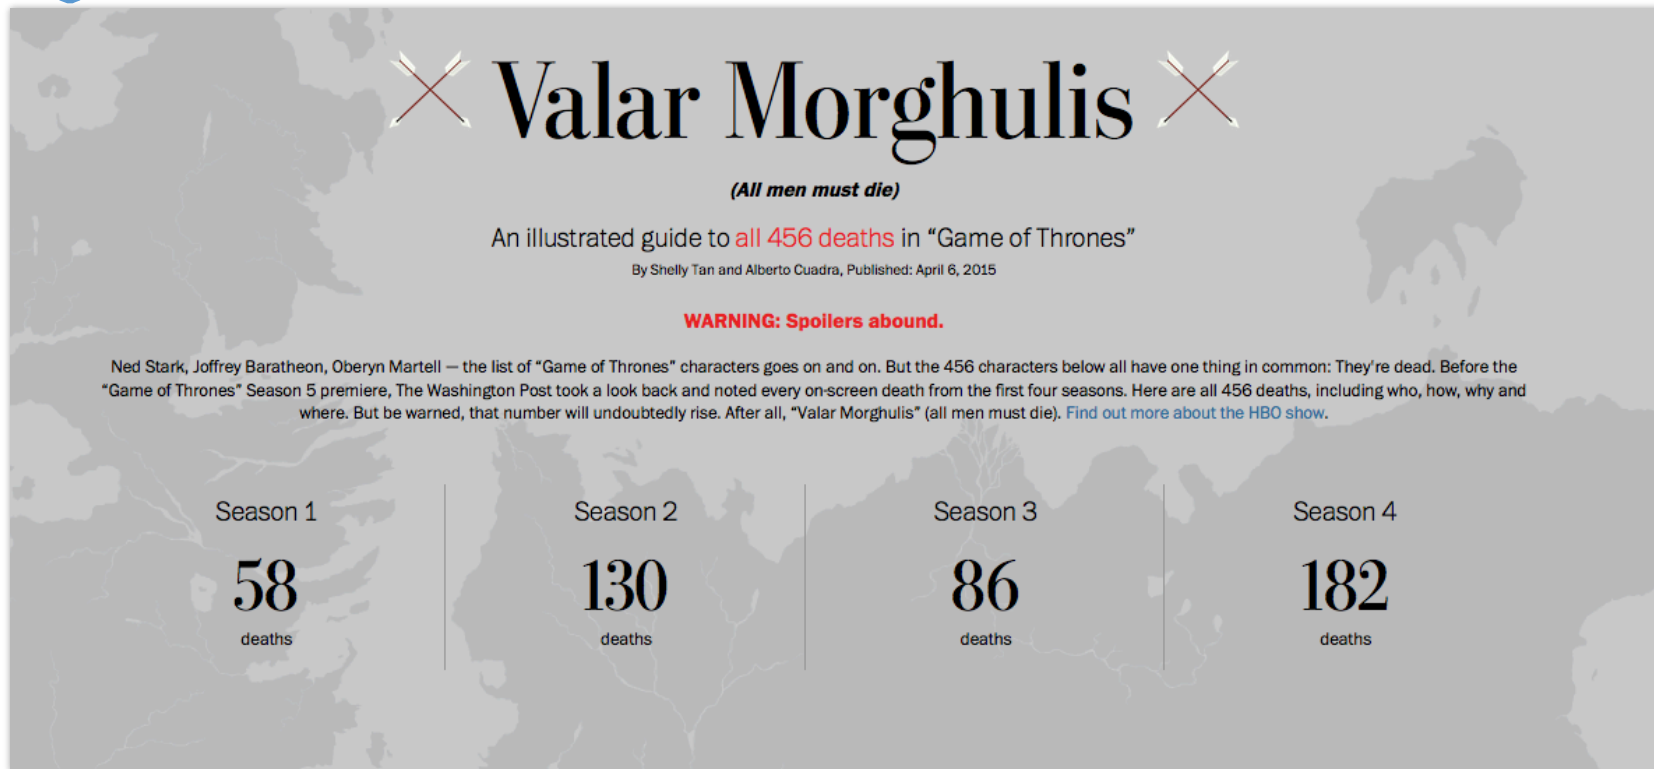 Valar Morghulis
(All men must die)
An illustrated guide to all 456 deaths in “Game of Thrones”
By Shelly Tan and Alberto Cuadra, Published: April 6, 2015
WARNING: Spoilers abound.
Ned Stark, Joffrey Baratheon, Oberyn Martell — the list of “Game of Thrones” characters goes on and on. But the 456 characters below all have one thing in common: They're dead. Before the
“Game of Thrones” Season 5 premiere, The Washington Post took a look back and noted every on-screen death from the first four seasons. Here are all 456 deaths, including who, how, why and
where. But be warned, that number will undoubtedly rise. After all, “Valar Morghulis” (all men must die). Find out more about the HBO show.
Season 1
58
deaths
Season 2
130
deaths
Season 3
86
deaths
Season 4
182
deaths